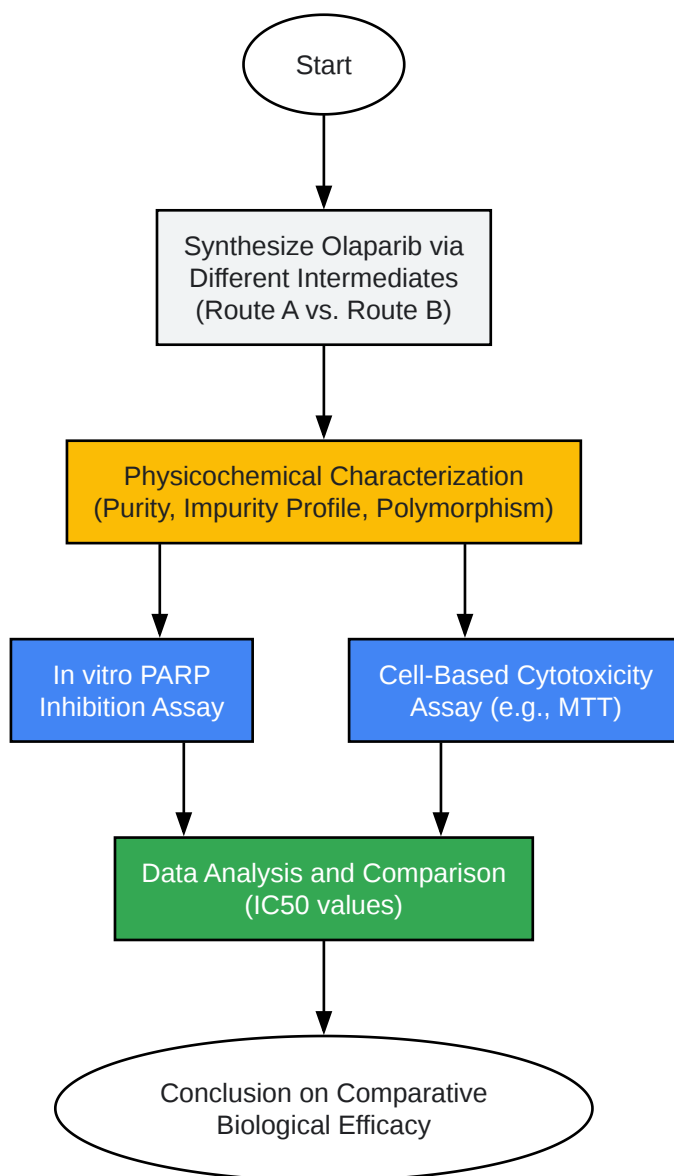 Start
Synthesize Olaparib via
Different Intermediates
(Route A vs. Route B)
Physicochemical Characterization
(Purity, Impurity Profile, Polymorphism)
In vitro PARP
Inhibition Assay
Cell-Based Cytotoxicity
Assay (e.g., MTT)
Data Analysis and Comparison
(IC50 values)
Conclusion on Comparative
Biological Efficacy